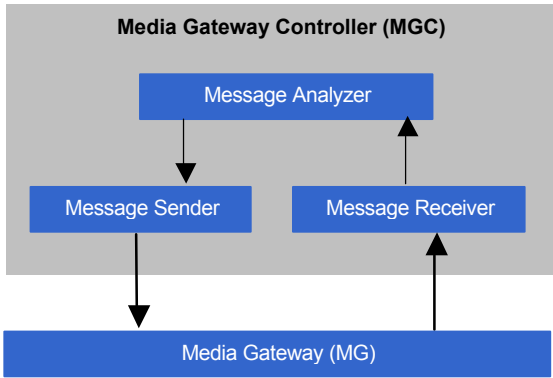 Media Gateway Controller (MGC)
Message Analyzer
Message Sender
Message Receiver
Media Gateway (MG)